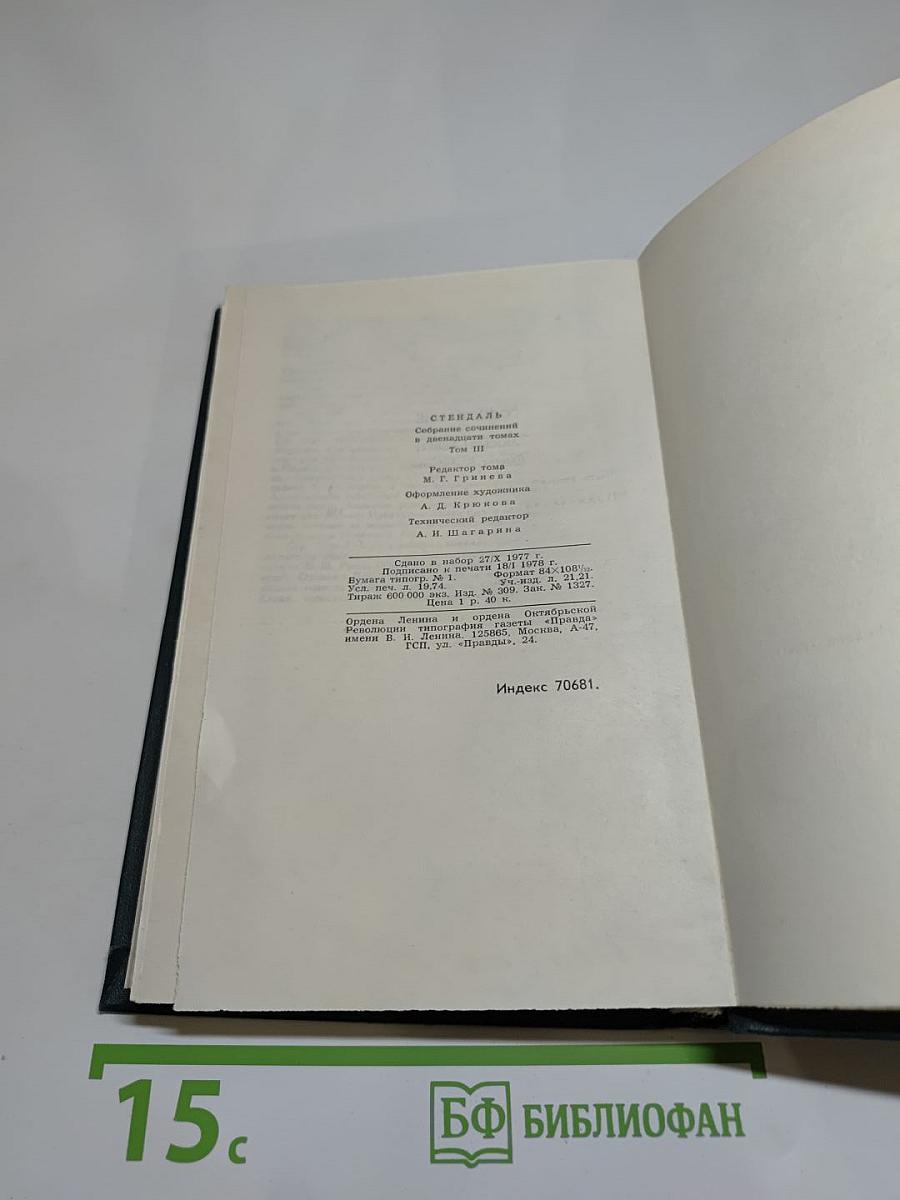 СТЕНДАЛЬ
Собрание сочинений
в двенадцати томах
Том III
Редактор тома
М. Г. Гринева
Оформление художника
А. Д. Крюкова
Технический редактор
А. И. Шагарина
Сдано в набор 27/X 1977 г.
Подписано к печати 18/I 1978 г.
Бумага типогр. № 1. Формат 84×108¹/₃₂.
Усл. печ. л. 19,74. Уч.-изд. л. 21,21.
Тираж 600 000 экз. Изд. № 309. Зак. № 1327.
Цена 1 р. 40 к.
Ордена Ленина и ордена Октябрьской
Революции типография газеты «Правда»
имени В. И. Ленина, 125865, Москва, А-47,
ГСП, ул. «Правды», 24.
Индекс 70681.
15 с
БФ БИБЛИОФАН